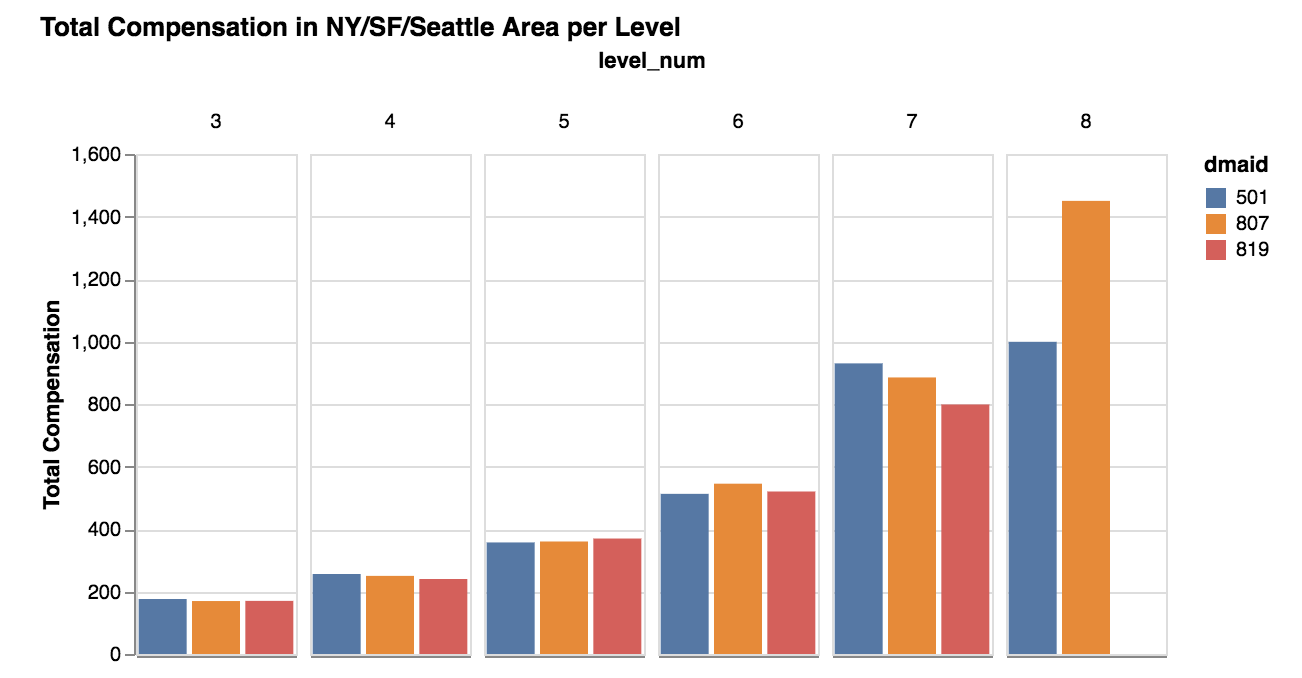 Total Compensation in NY/SF/Seattle Area per Level
level_num
3 4 5 6 7 8
1,600
1,400
1,200
1,000
800
600
400
200
0
Total Compensation
dmaid
501
807
819